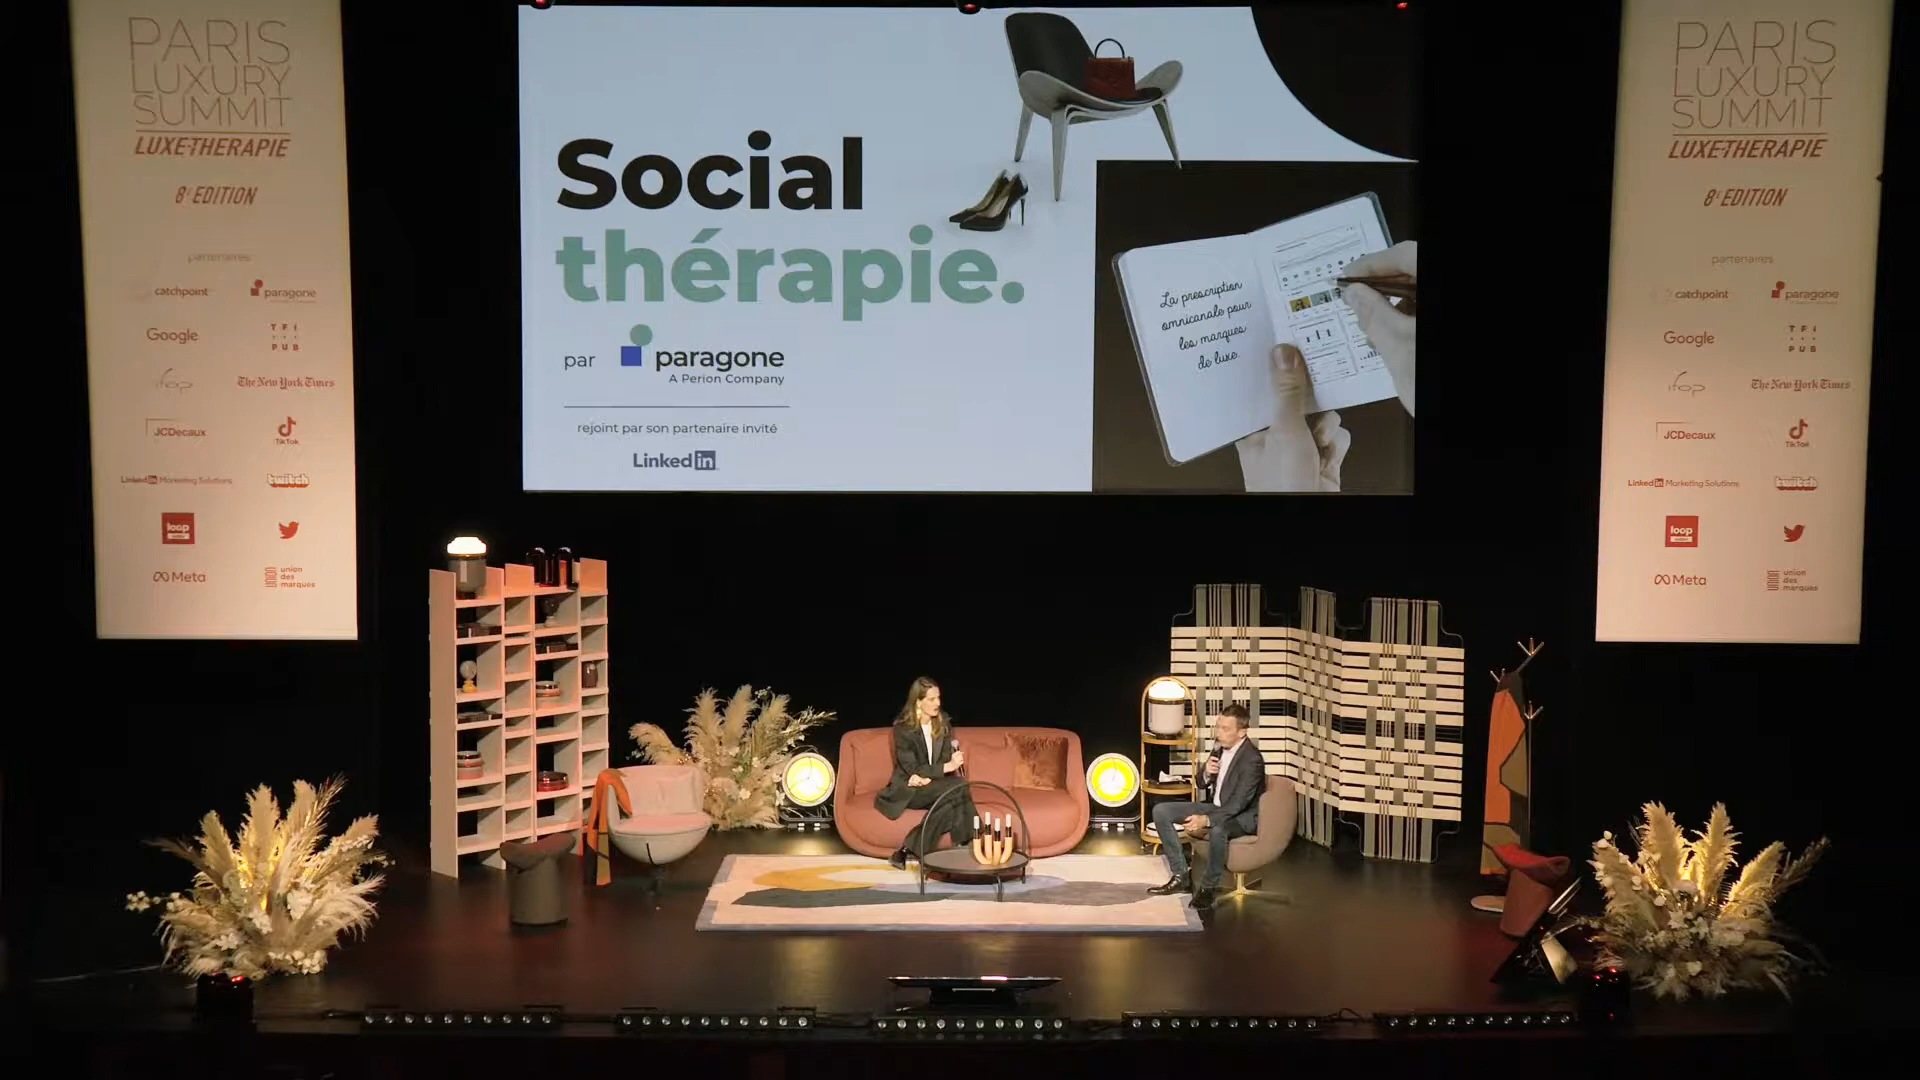 PARIS
LUXURY
SUMMIT
LUXE-THERAPIE
8E EDITION
partenaires
catchpoint
paragone
Google
TFI
PUB
ifop
The New York Times
JCDecaux
TikTok
LinkedIn Marketing Solutions
twitch
loop
Meta
union
des
marques
Social
thérapie.
par
paragone
A Perion Company
rejoint par son partenaire invité
LinkedIn
La prescription
omnicanale pour
les marques
de luxe.
PARIS
LUXURY
SUMMIT
LUXE-THERAPIE
8E EDITION
partenaires
catchpoint
paragone
Google
TFI
PUB
ifop
The New York Times
JCDecaux
TikTok
LinkedIn Marketing Solutions
twitch
loop
Meta
union
des
marques